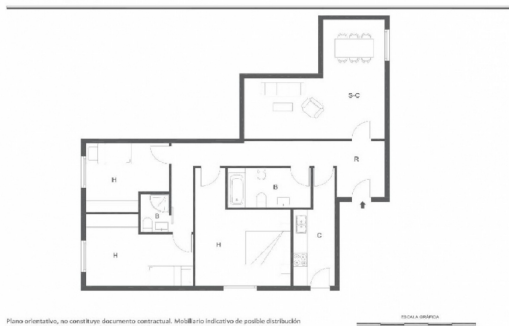 S-C
R
H
B
B
H
H
C
Plano orientativo, no constituye documento contractual. Mobiliario indicativo de posible distribución
ESCALA GRÁFICA